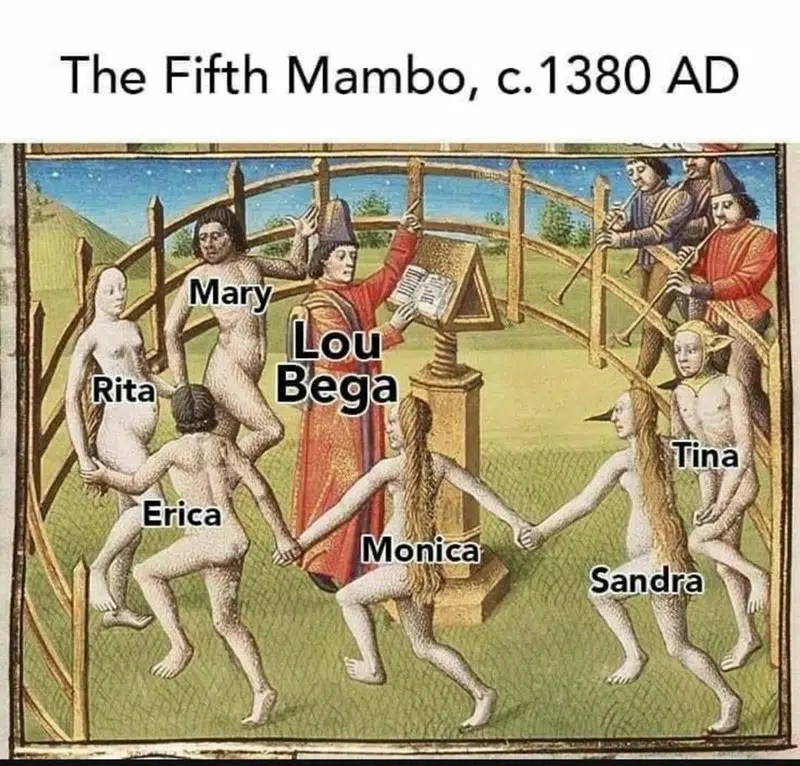 The Fifth Mambo, c.1380 AD
Mary
Lou
Bega
Rita
Tina
Erica
Monica
Sandra